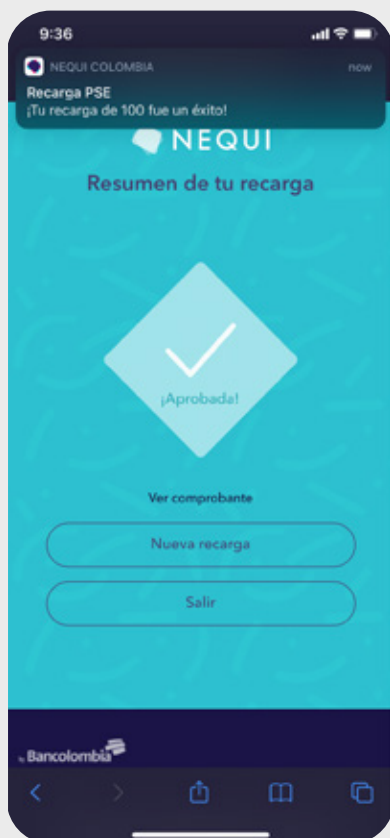 9:36
NEQUI COLOMBIA now
Recarga PSE
¡Tu recarga de 100 fue un éxito!
NEQUI
Resumen de tu recarga
¡Aprobada!
Ver comprobante
Nueva recarga
Salir
Bancolombia